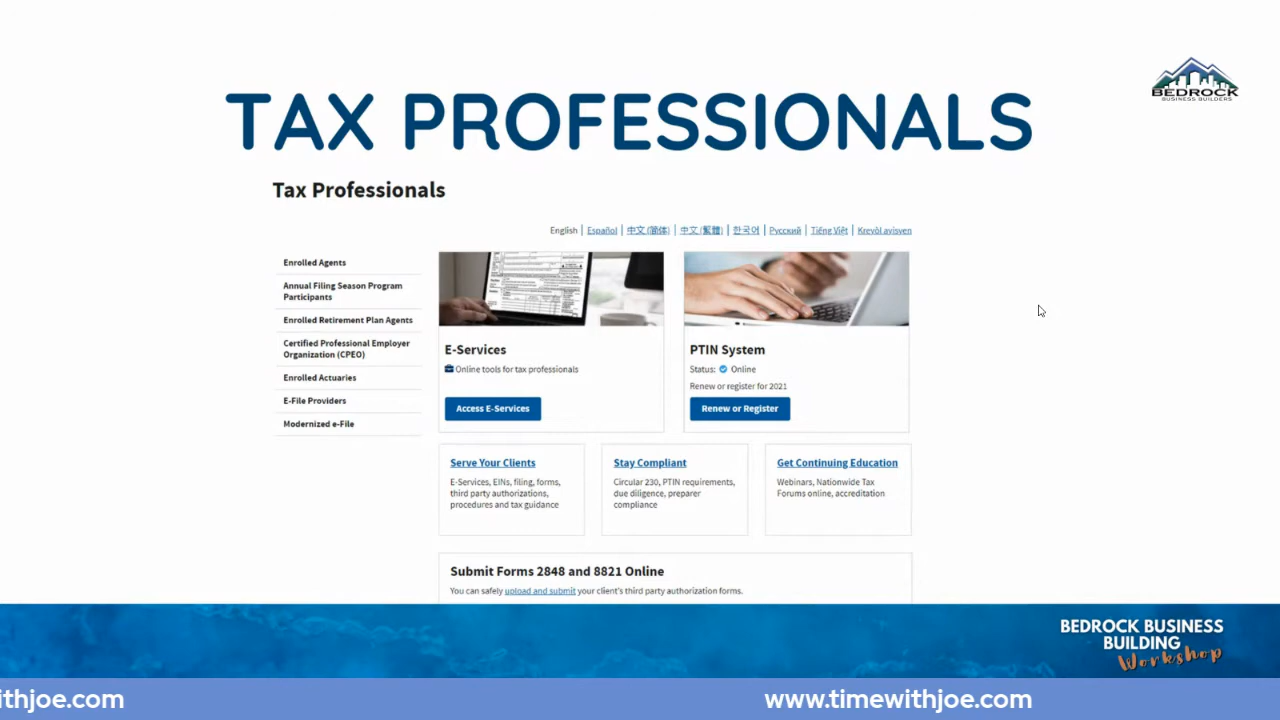 BEDROCK
BUSINESS BUILDERS
TAX PROFESSIONALS
Tax Professionals
English | Español | 中文 (简体) | 中文 (繁體) | 한국어 | Русский | Tiếng Việt | Kreyòl ayisyen
Enrolled Agents
Annual Filing Season Program
Participants
Enrolled Retirement Plan Agents
Certified Professional Employer
Organization (CPEO)
Enrolled Actuaries
E-File Providers
Modernized e-File
E-Services
Online tools for tax professionals
Access E-Services
PTIN System
Status: Online
Renew or register for 2021
Renew or Register
Serve Your Clients
E-Services, EINs, filing, forms,
third party authorizations,
procedures and tax guidance
Stay Compliant
Circular 230, PTIN requirements,
due diligence, preparer
compliance
Get Continuing Education
Webinars, Nationwide Tax
Forums online, accreditation
Submit Forms 2848 and 8821 Online
You can safely upload and submit your client's third party authorization forms.
BEDROCK BUSINESS
BUILDING
Workshop
ithjoe.com
www.timewithjoe.com